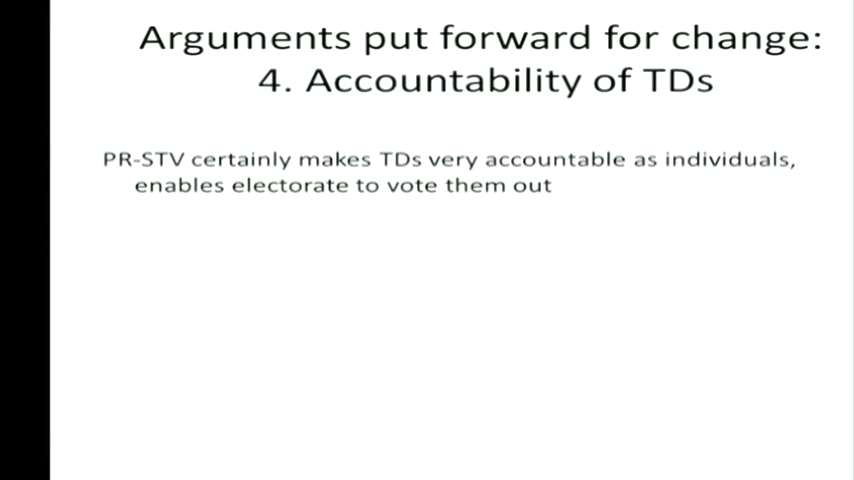 Arguments put forward for change:
4. Accountability of TDs
PR-STV certainly makes TDs very accountable as individuals,
enables electorate to vote them out